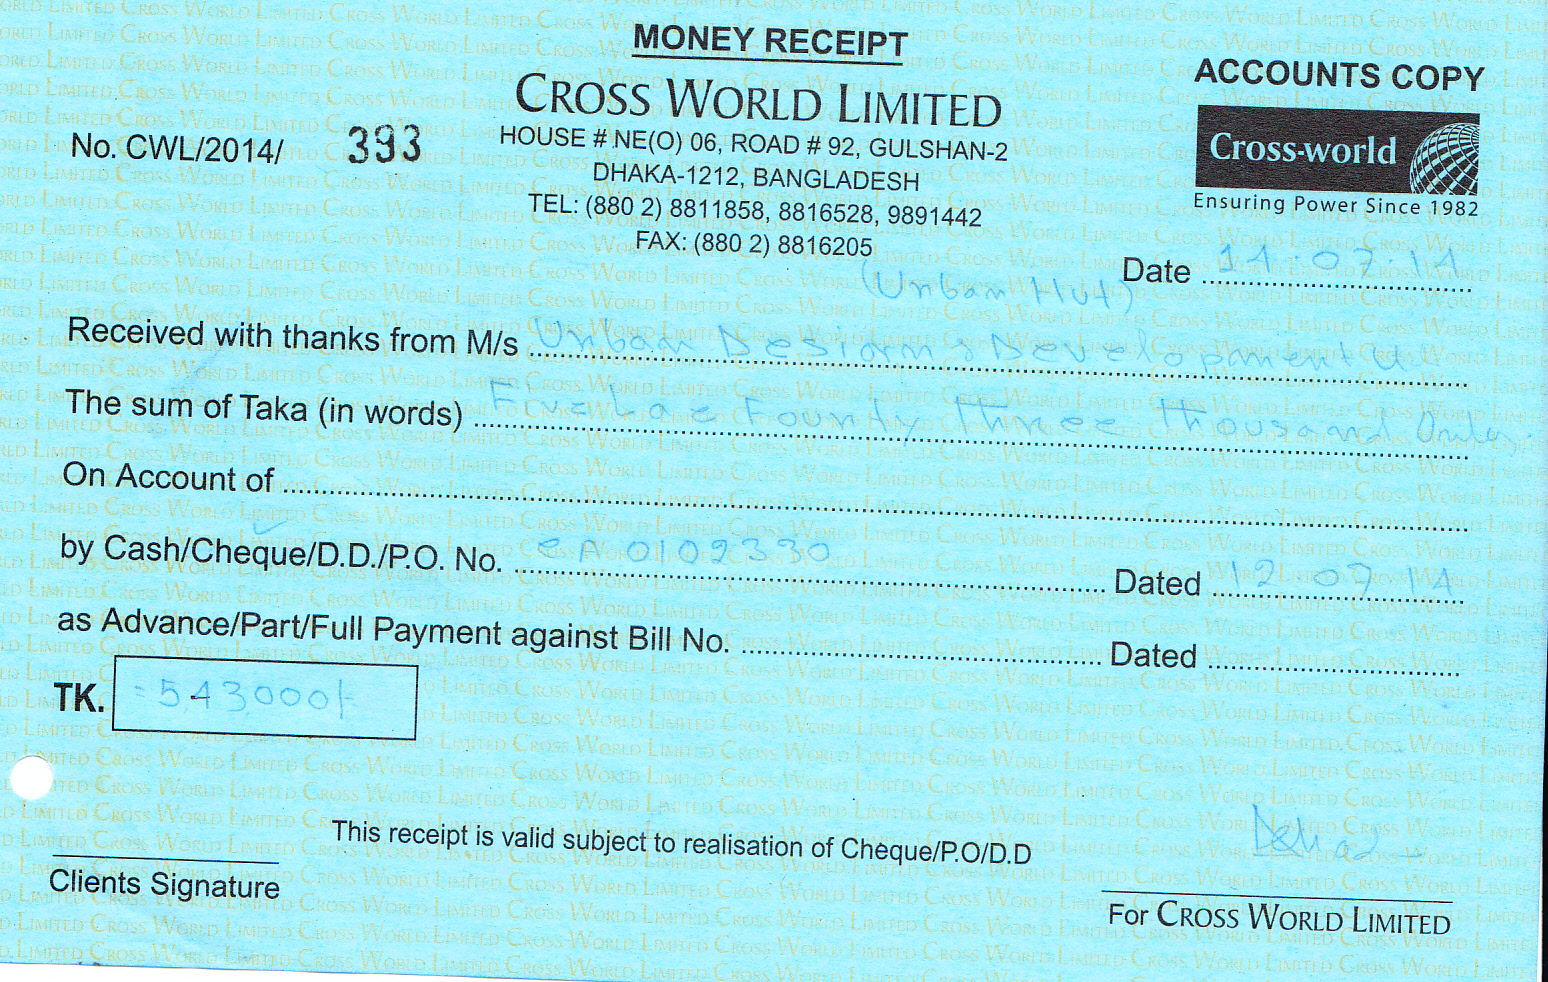 MONEY RECEIPT
ACCOUNTS COPY
CROSS WORLD LIMITED
No. CWL/2014/ 393
HOUSE # NE(O) 06, ROAD # 92, GULSHAN-2
DHAKA-1212, BANGLADESH
TEL: (880 2) 8811858, 8816528, 9891442
FAX: (880 2) 8816205
Cross-world
Ensuring Power Since 1982
Date 11.07.14
(Urban Hut)
Received with thanks from M/s Urban Design & Development
The sum of Taka (in words) Five Lac Fourty Three Thousand Only.
On Account of
by Cash/Cheque/D.D./P.O. No. CA 0102330 Dated 12 07 14
as Advance/Part/Full Payment against Bill No. Dated
TK. = 5,43,000/-
This receipt is valid subject to realisation of Cheque/P.O/D.D
Clients Signature
For CROSS WORLD LIMITED